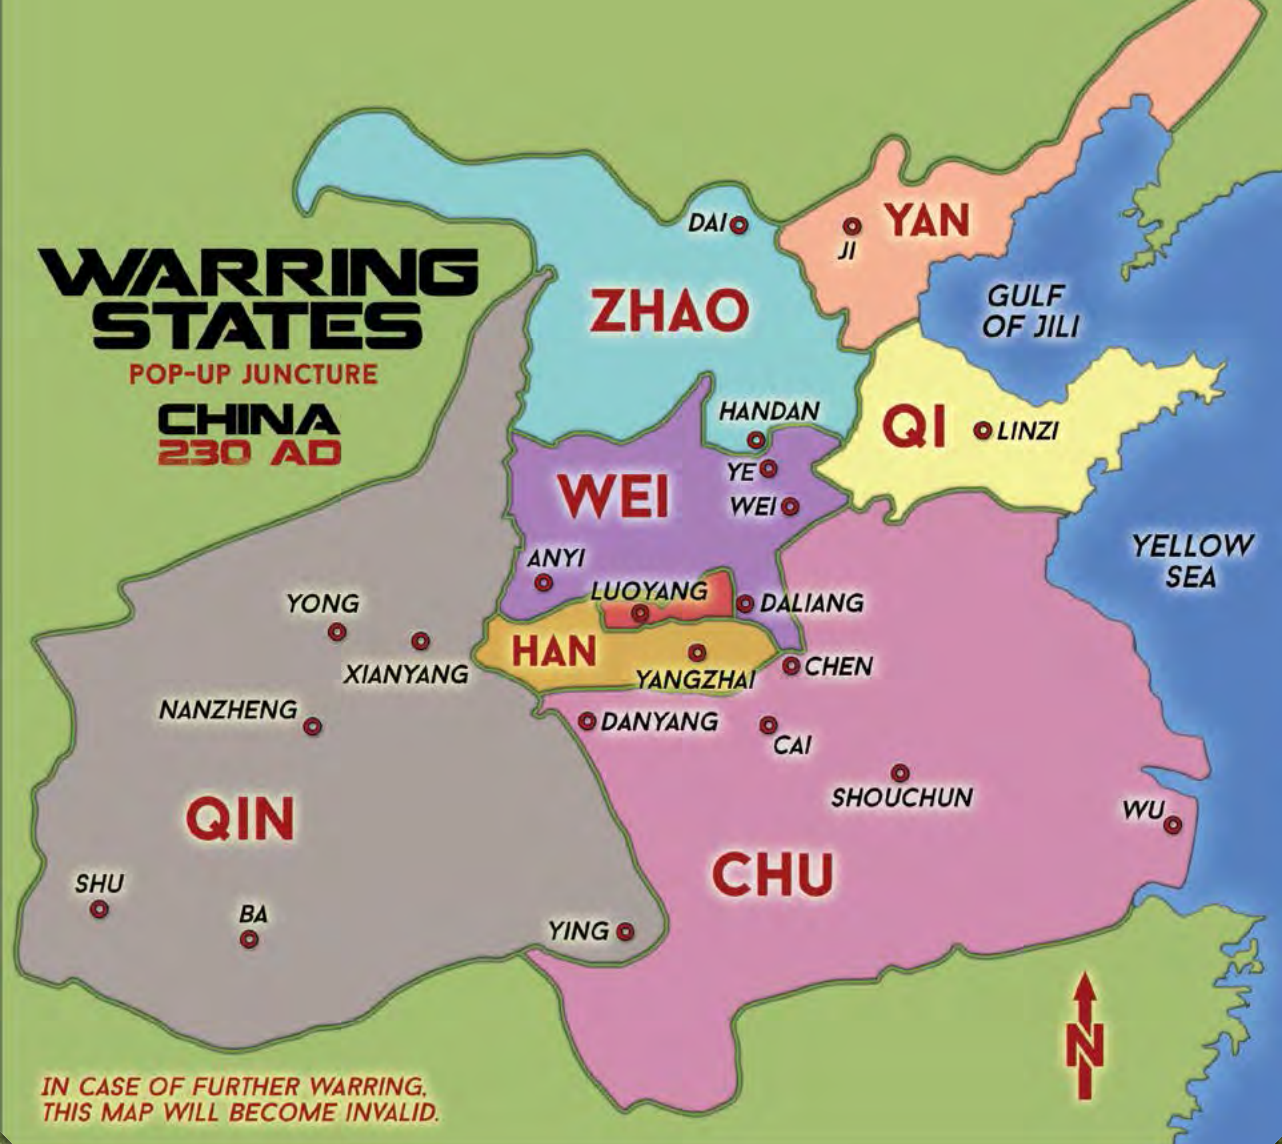 DAI
YAN
JI
WARRING
STATES
POP-UP JUNCTURE
CHINA
230 AD
ZHAO
GULF
OF JILI
HANDAN
QI
LINZI
YE
WEI
WEI
YELLOW
SEA
ANYI
LUOYANG
DALIANG
YONG
XIANYANG
HAN
YANGZHAI
CHEN
NANZHENG
DANYANG
CAI
SHOUCHUN
WU
QIN
CHU
SHU
BA
YING
N
IN CASE OF FURTHER WARRING,
THIS MAP WILL BECOME INVALID.